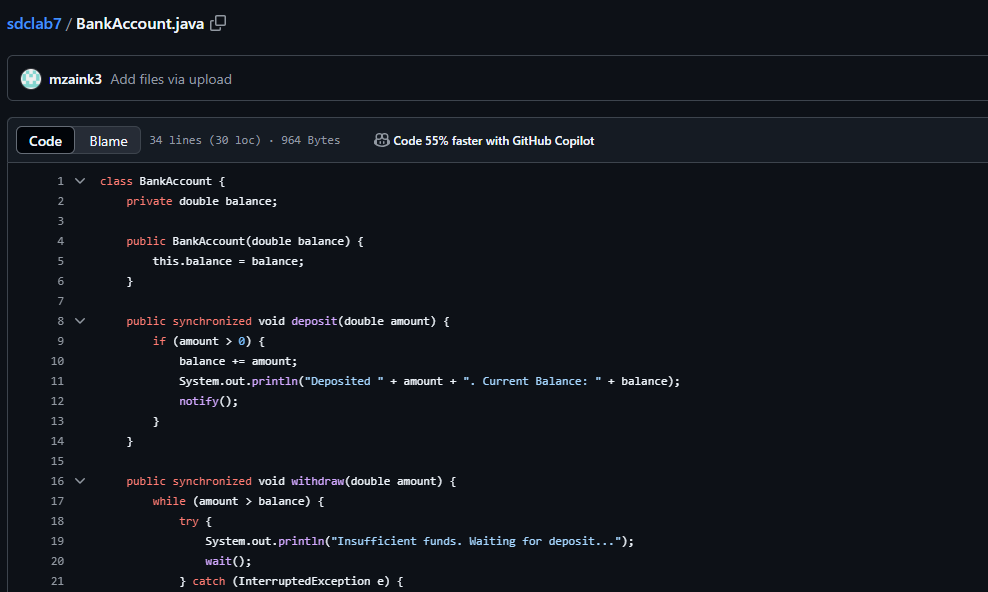 sdclab7 / BankAccount.java
mzaink3 Add files via upload
Code Blame 34 lines (30 loc) · 964 Bytes Code 55% faster with GitHub Copilot
1 class BankAccount {
2     private double balance;
3
4     public BankAccount(double balance) {
5         this.balance = balance;
6     }
7
8     public synchronized void deposit(double amount) {
9         if (amount > 0) {
10             balance += amount;
11             System.out.println("Deposited " + amount + ". Current Balance: " + balance);
12             notify();
13         }
14     }
15
16     public synchronized void withdraw(double amount) {
17         while (amount > balance) {
18             try {
19                 System.out.println("Insufficient funds. Waiting for deposit...");
20                 wait();
21             } catch (InterruptedException e) {